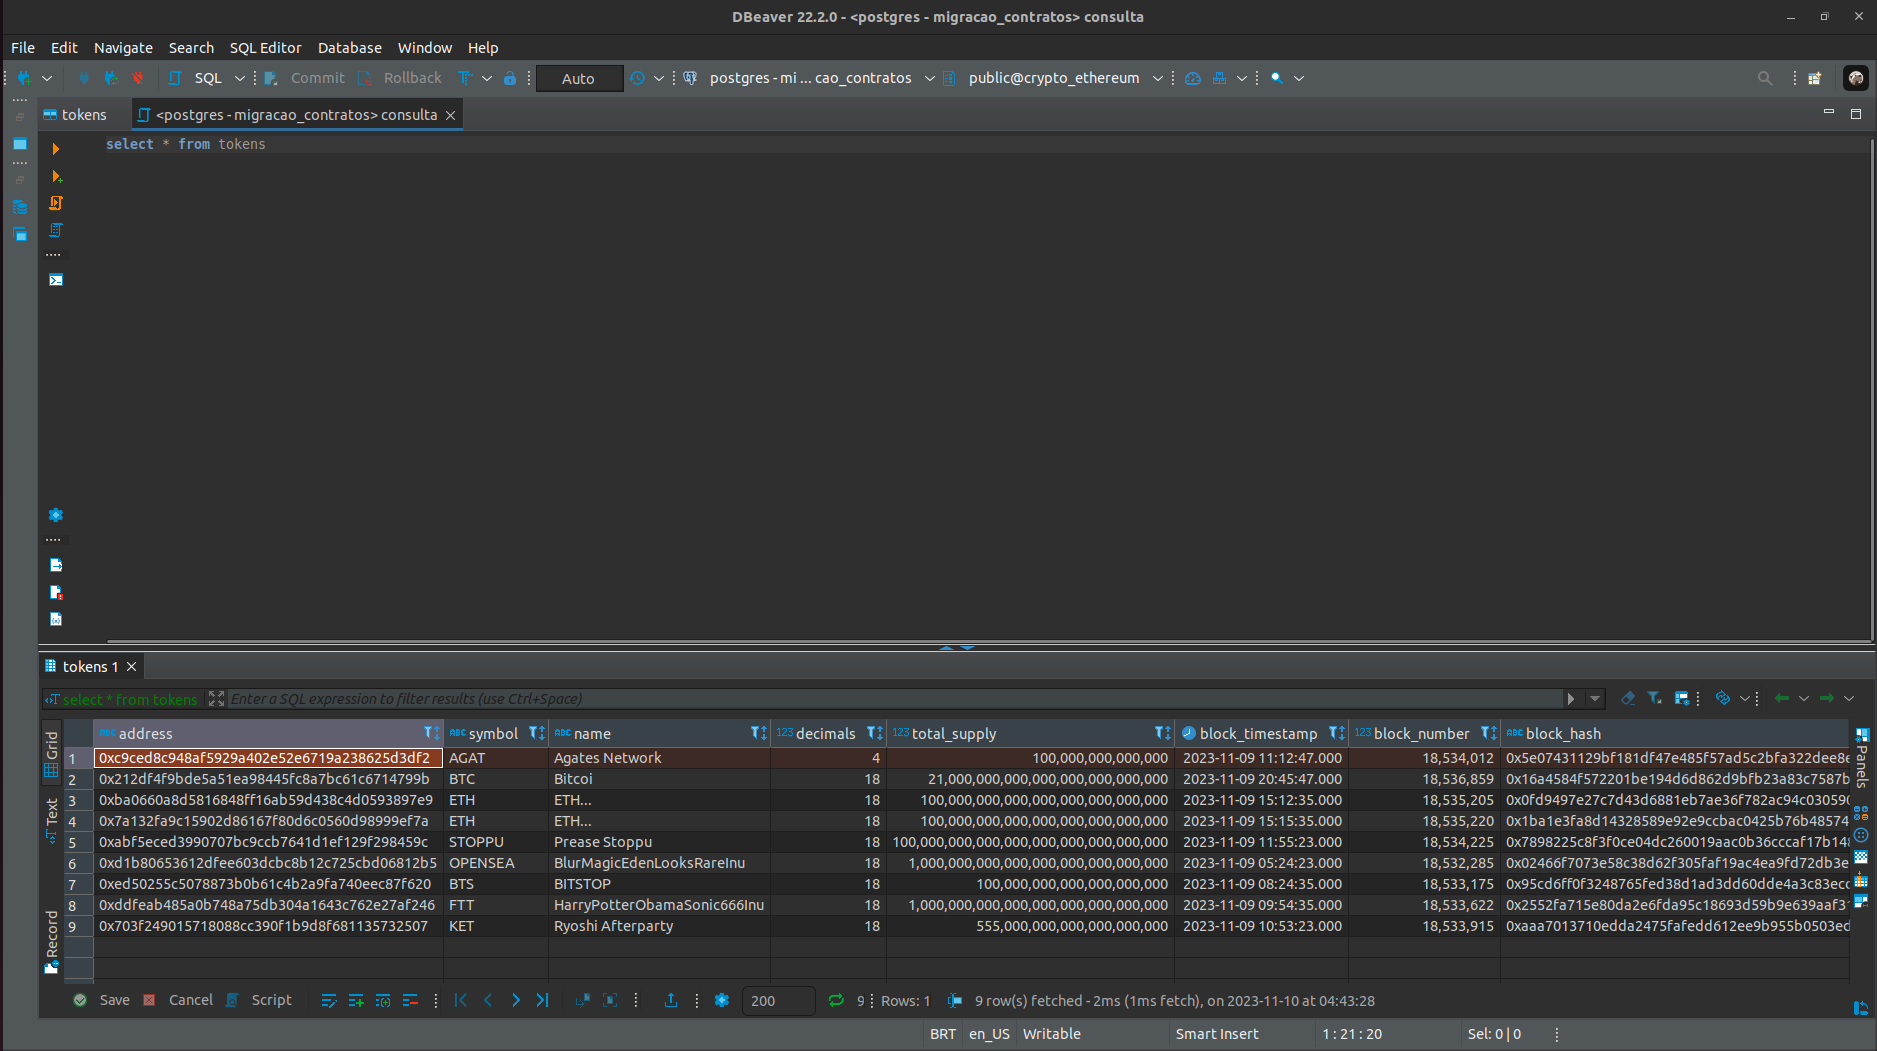 DBeaver 22.2.0 - <postgres - migracao_contratos> consulta
File Edit Navigate Search SQL Editor Database Window Help
SQL Commit Rollback Auto postgres - mi ... cao_contratos public@crypto_ethereum
tokens <postgres - migracao_contratos> consulta
select * from tokens
tokens 1
select * from tokens Enter a SQL expression to filter results (use Ctrl+Space)
Grid
Text
Record
Panels
address symbol name decimals total_supply block_timestamp block_number block_hash
1 0xc9ced8c948af5929a402e52e6719a238625d3df2 AGAT Agates Network 4 100,000,000,000,000 2023-11-09 11:12:47.000 18,534,012 0x5e07431129bf181df47e485f57ad5c2bfa322dee8e
2 0x212df4f9bde5a51ea98445fc8a7bc61c6714799b BTC Bitcoi 18 21,000,000,000,000,000,000,000 2023-11-09 20:45:47.000 18,536,859 0x16a4584f572201be194d6d862d9bfb23a83c7587b
3 0xba0660a8d5816848ff16ab59d438c4d0593897e9 ETH ETH... 18 100,000,000,000,000,000,000 2023-11-09 15:12:35.000 18,535,205 0x0fd9497e27c7d43d6881eb7ae36f782ac94c030590
4 0x7a132fa9c15902d86167f80d6c0560d98999ef7a ETH ETH... 18 100,000,000,000,000,000,000 2023-11-09 15:15:35.000 18,535,220 0x1ba1e3fa8d14328589e92e9ccbac0425b76b48574
5 0xabf5eced3990707bc9ccb7641d1ef129f298459c STOPPU Prease Stoppu 18 100,000,000,000,000,000,000,000,000 2023-11-09 11:55:23.000 18,534,225 0x7898225c8f3f0ce04dc260019aac0b36cccaf17b148
6 0xd1b80653612dfee603dcbc8b12c725cbd06812b5 OPENSEA BlurMagicEdenLooksRareInu 18 1,000,000,000,000,000,000,000,000 2023-11-09 05:24:23.000 18,532,285 0x02466f7073e58c38d62f305faf19ac4ea9fd72db3e
7 0xed50255c5078873b0b61c4b2a9fa740eec87f620 BTS BITSTOP 18 100,000,000,000,000,000,000 2023-11-09 08:24:35.000 18,533,175 0x95cd6ff0f3248765fed38d1ad3dd60dde4a3c83ecc
8 0xddfeab485a0b748a75db304a1643c762e27af246 FTT HarryPotterObamaSonic666Inu 18 1,000,000,000,000,000,000,000,000 2023-11-09 09:54:35.000 18,533,622 0x2552fa715e80da2e6fda95c18693d59b9e639aaf31
9 0x703f249015718088cc390f1b9d8f681135732507 KET Ryoshi Afterparty 18 555,000,000,000,000,000,000 2023-11-09 10:53:23.000 18,533,915 0xaaa7013710edda2475fafedd612ee9b955b0503ed
Save Cancel Script 200 9 Rows: 1 9 row(s) fetched - 2ms (1ms fetch), on 2023-11-10 at 04:43:28
BRT en_US Writable Smart Insert 1 : 21 : 20 Sel: 0 | 0